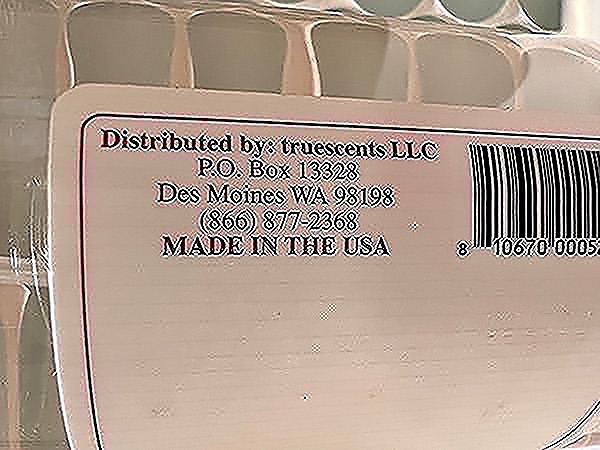 Distributed by: truescents LLC
P.O. Box 13328
Des Moines WA 98198
(866) 877-2368
MADE IN THE USA
8 10670 0005